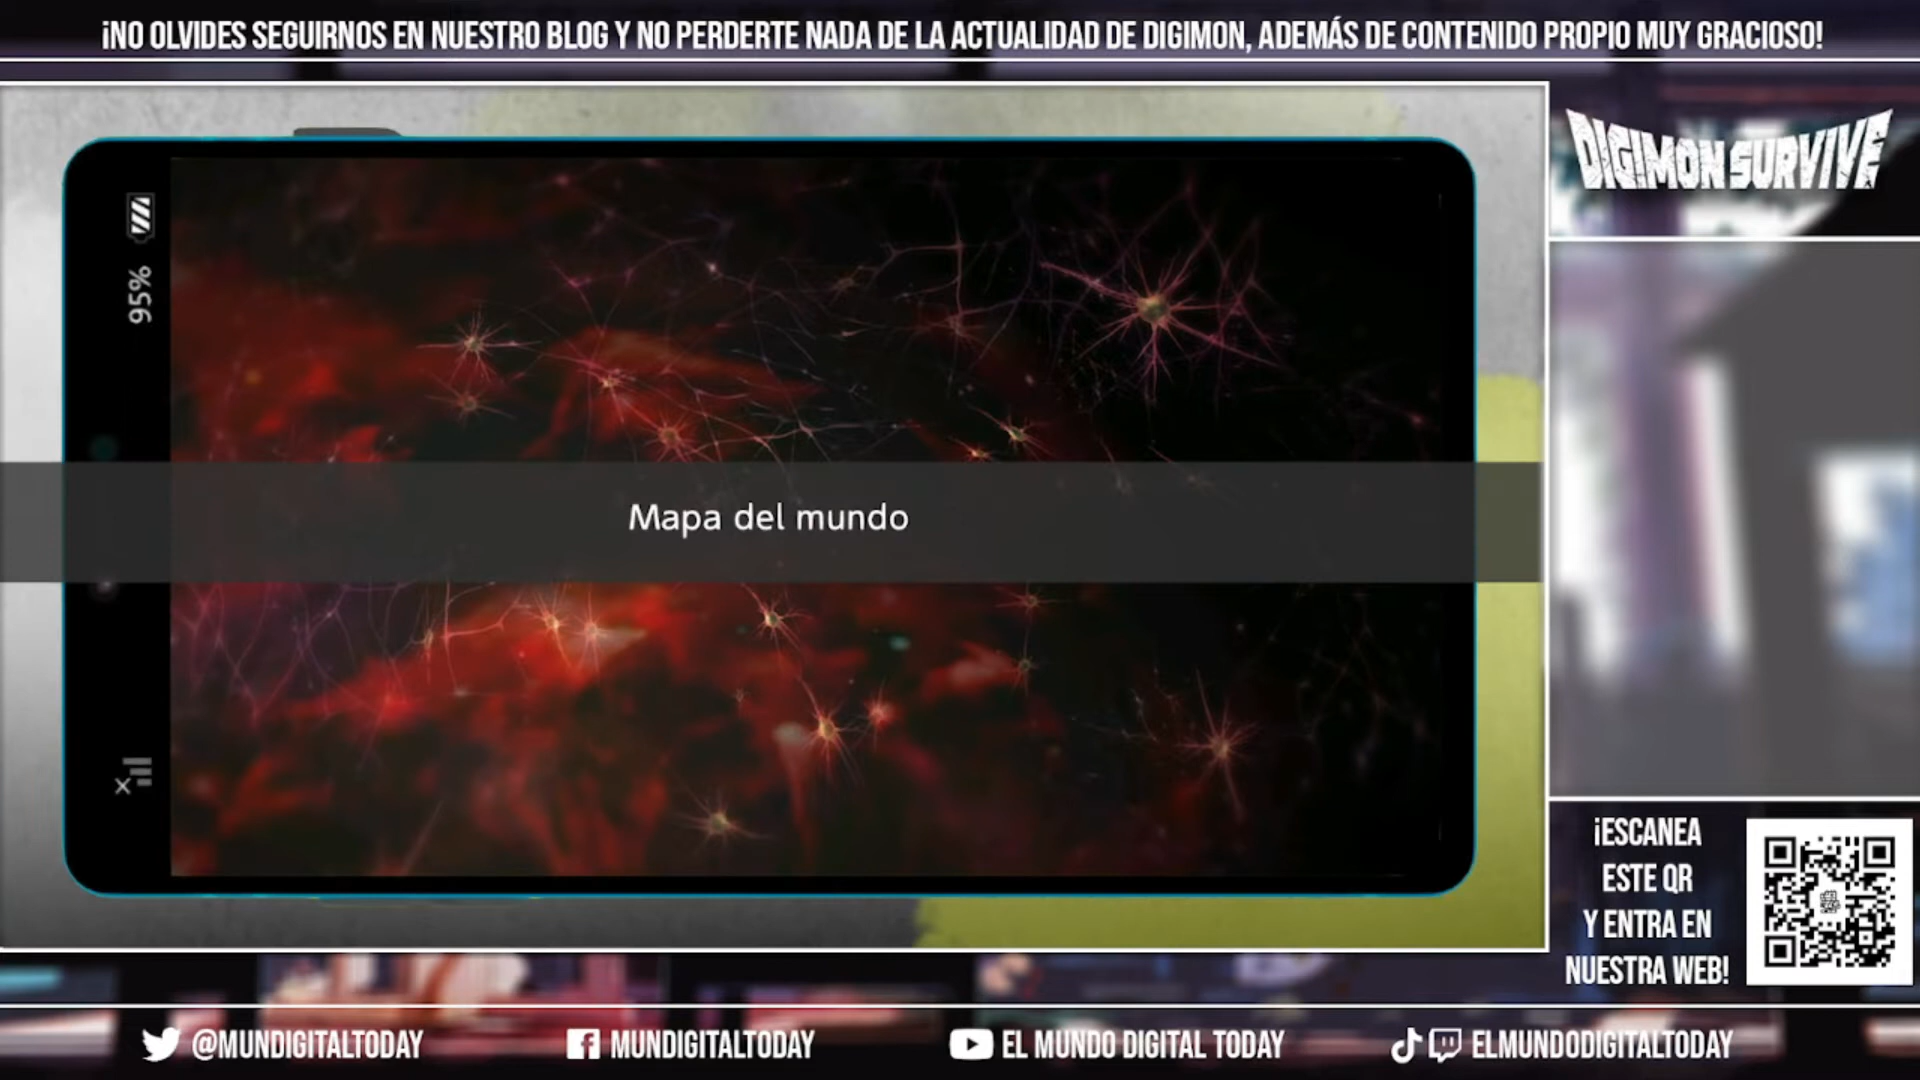 ¡NO OLVIDES SEGUIRNOS EN NUESTRO BLOG Y NO PERDERTE NADA DE LA ACTUALIDAD DE DIGIMON, ADEMÁS DE CONTENIDO PROPIO MUY GRACIOSO!
DIGIMON SURVIVE
95%
Mapa del mundo
¡ESCANEA
ESTE QR
Y ENTRA EN
NUESTRA WEB!
@MUNDIGITALTODAY
MUNDIGITALTODAY
EL MUNDO DIGITAL TODAY
ELMUNDODIGITALTODAY